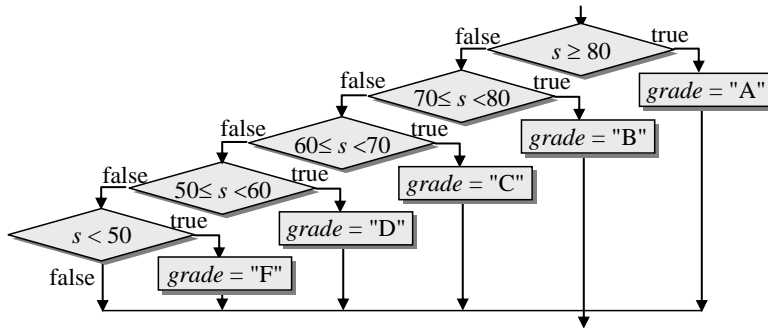 false
true
s ≥ 80
false
true
grade = "A"
70≤ s <80
false
true
grade = "B"
60≤ s <70
false
true
grade = "C"
50≤ s <60
false
true
grade = "D"
s < 50
false
grade = "F"